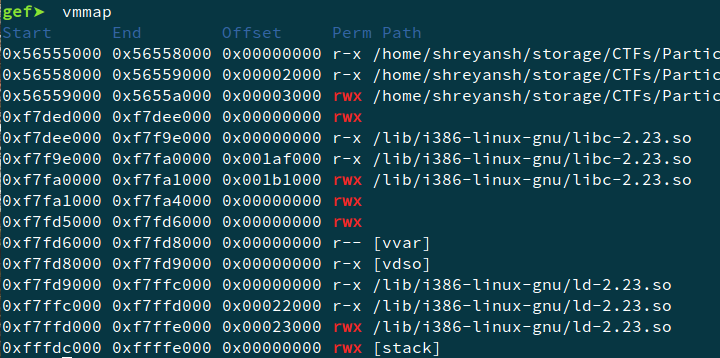 gef➤  vmmap
Start      End        Offset     Perm Path
0x56555000 0x56558000 0x00000000 r-x /home/shreyansh/storage/CTFs/Partic
0x56558000 0x56559000 0x00002000 r-x /home/shreyansh/storage/CTFs/Partic
0x56559000 0x5655a000 0x00003000 rwx /home/shreyansh/storage/CTFs/Partic
0xf7ded000 0xf7dee000 0x00000000 rwx
0xf7dee000 0xf7f9e000 0x00000000 r-x /lib/i386-linux-gnu/libc-2.23.so
0xf7f9e000 0xf7fa0000 0x001af000 r-x /lib/i386-linux-gnu/libc-2.23.so
0xf7fa0000 0xf7fa1000 0x001b1000 rwx /lib/i386-linux-gnu/libc-2.23.so
0xf7fa1000 0xf7fa4000 0x00000000 rwx
0xf7fd5000 0xf7fd6000 0x00000000 rwx
0xf7fd6000 0xf7fd8000 0x00000000 r-- [vvar]
0xf7fd8000 0xf7fd9000 0x00000000 r-x [vdso]
0xf7fd9000 0xf7ffc000 0x00000000 r-x /lib/i386-linux-gnu/ld-2.23.so
0xf7ffc000 0xf7ffd000 0x00022000 r-x /lib/i386-linux-gnu/ld-2.23.so
0xf7ffd000 0xf7ffe000 0x00023000 rwx /lib/i386-linux-gnu/ld-2.23.so
0xfffdc000 0xffffe000 0x00000000 rwx [stack]